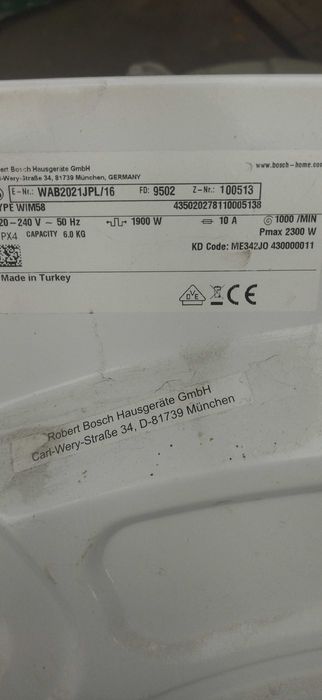 ert Bosch Hausgeräte GmbH
www.bosch-home.com
-Wery-Straße 34, 81739 München, GERMANY
E-Nr.: WAB2021JPL/16 FD: 9502 Z-Nr.: 100513
YPE WIM58 435020278110005138
20-240 V ~ 50 Hz 1900 W 10 A 1000 /MIN
PX4 CAPACITY 6.0 KG Pmax 2300 W
KD Code: ME342JO 430000011
Made in Turkey
DVE CE
Robert Bosch Hausgeräte GmbH
Carl-Wery-Straße 34, D-81739 München